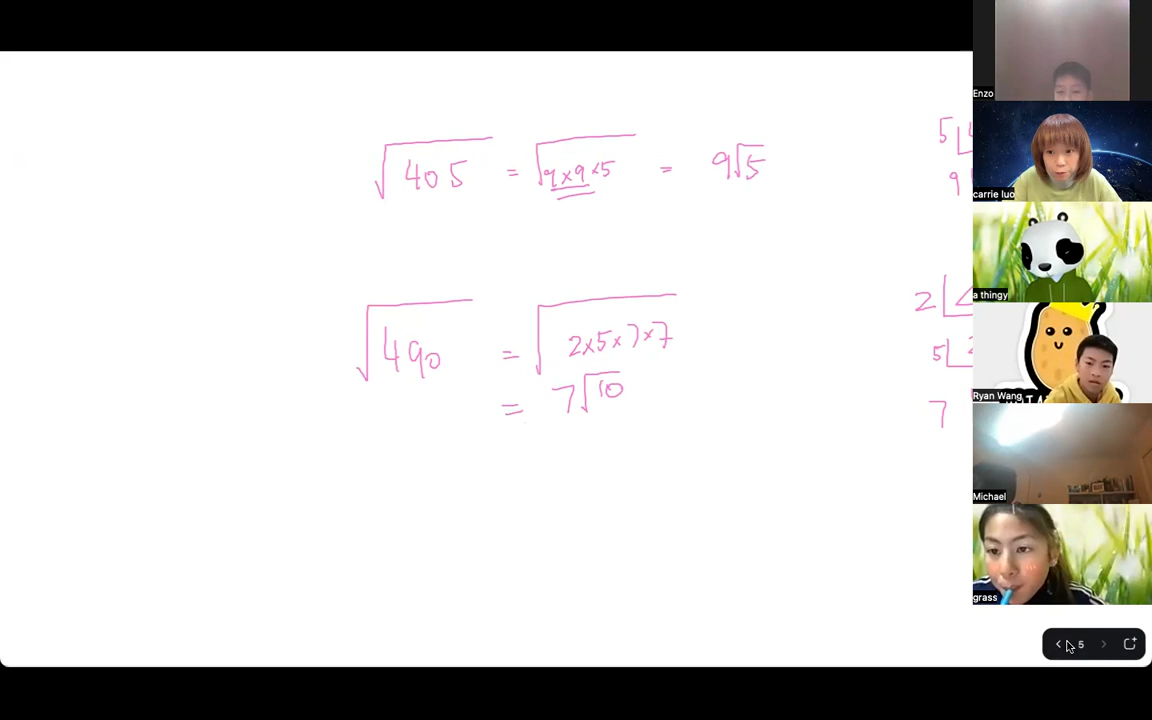 √405 = √9×9×5 = 9√5
5
9
√490 = √2×5×7×7
= 7√10
2
5
7
Enzo
carrie luo
a thingy
Ryan Wang
Michael
grass
5